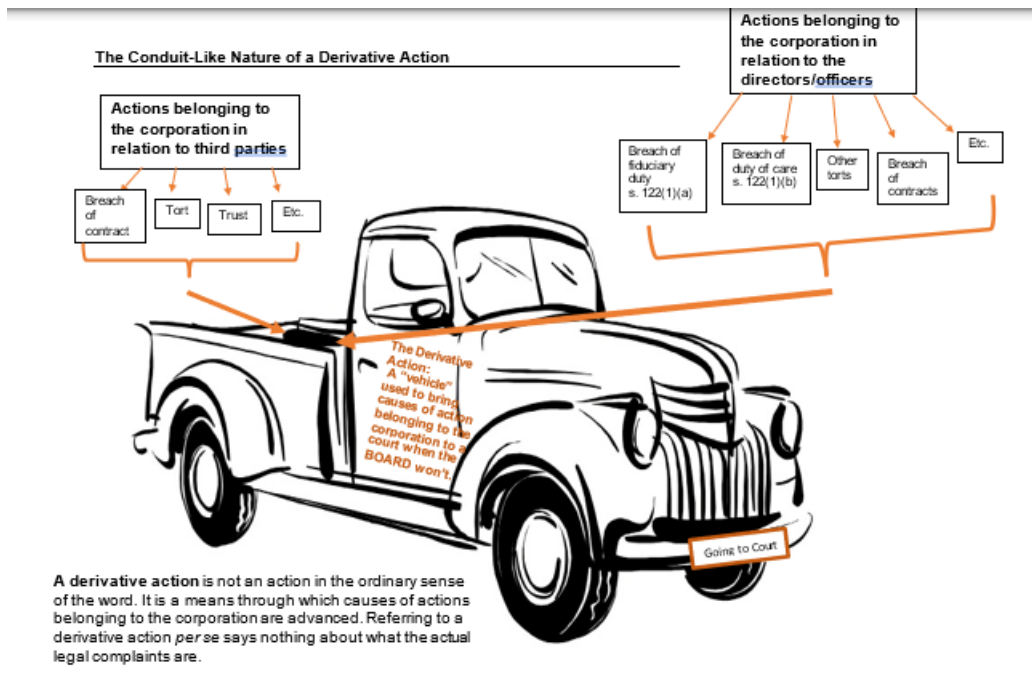 The Conduit-Like Nature of a Derivative Action
Actions belonging to
the corporation in
relation to third parties
Breach
of
contract
Tort
Trust
Etc.
Actions belonging to
the corporation in
relation to the
directors/officers
Breach of
fiduciary
duty
s. 122(1)(a)
Breach of
duty of care
s. 122(1)(b)
Other
torts
Breach
of
contracts
Etc.
The Derivative
Action:
A "vehicle"
used to bring
causes of action
belonging to the
corporation to a
court when the
BOARD won't.
Going to Court
A derivative action is not an action in the ordinary sense
of the word. It is a means through which causes of actions
belonging to the corporation are advanced. Referring to a
derivative action per se says nothing about what the actual
legal complaints are.